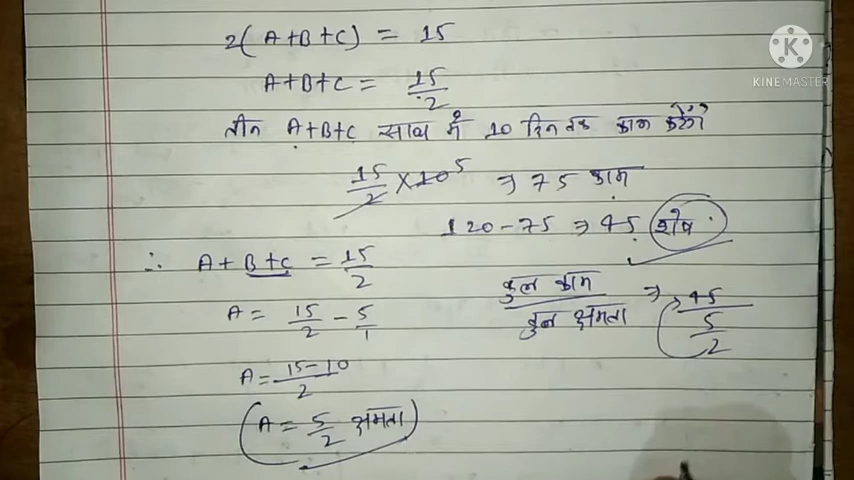 2(A+B+C) = 15
A+B+C = 15/2
तीन A+B+C साथ में 10 दिन तक काम करेंगे
15/2 × 10 5 ⇒ 75 काम
120-75 ⇒ 45 शेष
∴ A+B+C = 15/2
A = 15/2 - 5/1
A = 15-10/2
A = 5/2 क्षमता
कुल काम/कुल क्षमता ⇒ 45/5/2
K
KINEMASTER